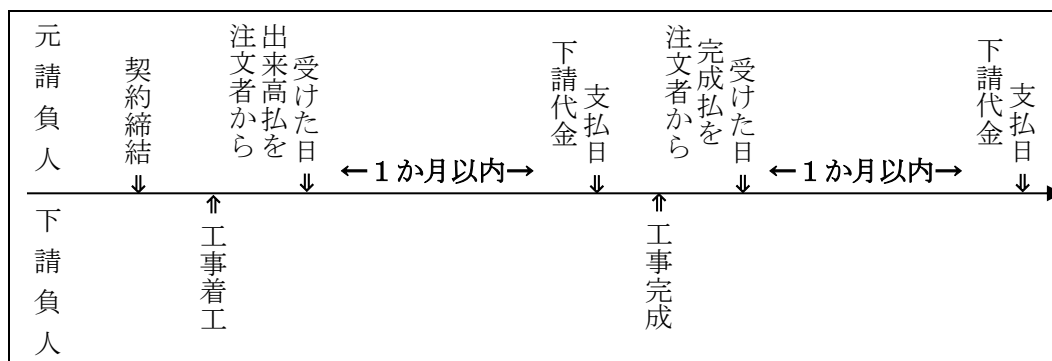 元請負人
契約締結
⇓
注文者から
出来高払を
受けた日
⇓
←１か月以内→
下請代金
支払日
⇓
注文者から
完成払を
受けた日
⇓
←１か月以内→
下請代金
支払日
⇓
下請負人
⇑
工事着工
⇑
工事完成